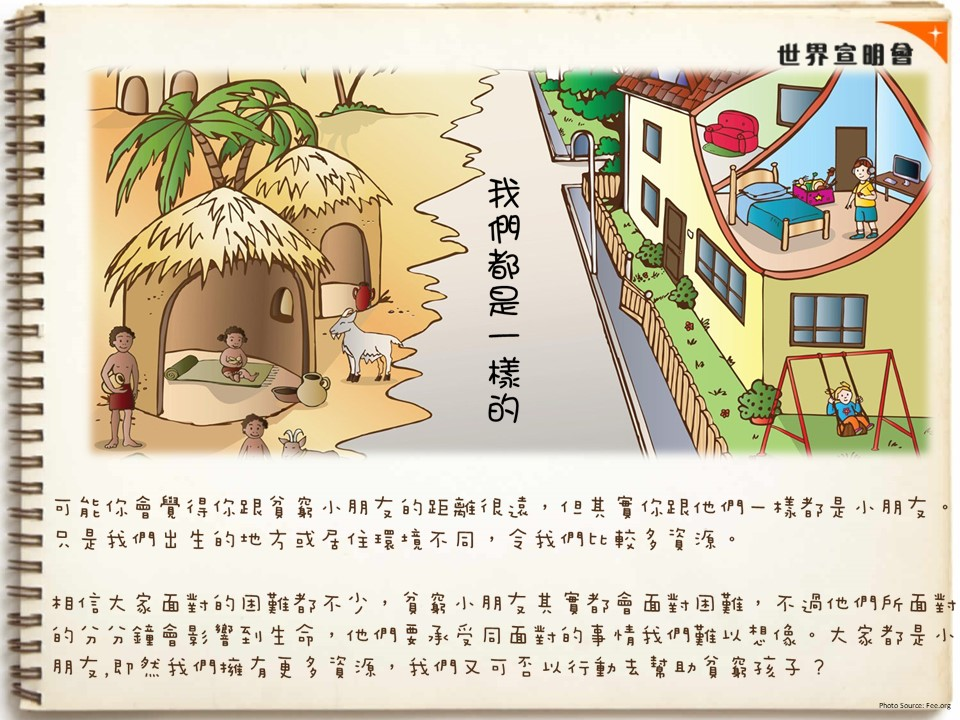 世界宣明會
我們都是一樣的
可能你會覺得你跟貧窮小朋友的距離很遠，但其實你跟他們一樣都是小朋友。
只是我們出生的地方或居住環境不同，令我們比較多資源。
相信大家面對的困難都不少，貧窮小朋友其實都會面對困難，不過他們所面對
的分分鐘會影響到生命，他們要承受同面對的事情我們難以想像。大家都是小
朋友,即然我們擁有更多資源，我們又可否以行動去幫助貧窮孩子？
Photo Source: Fee.org